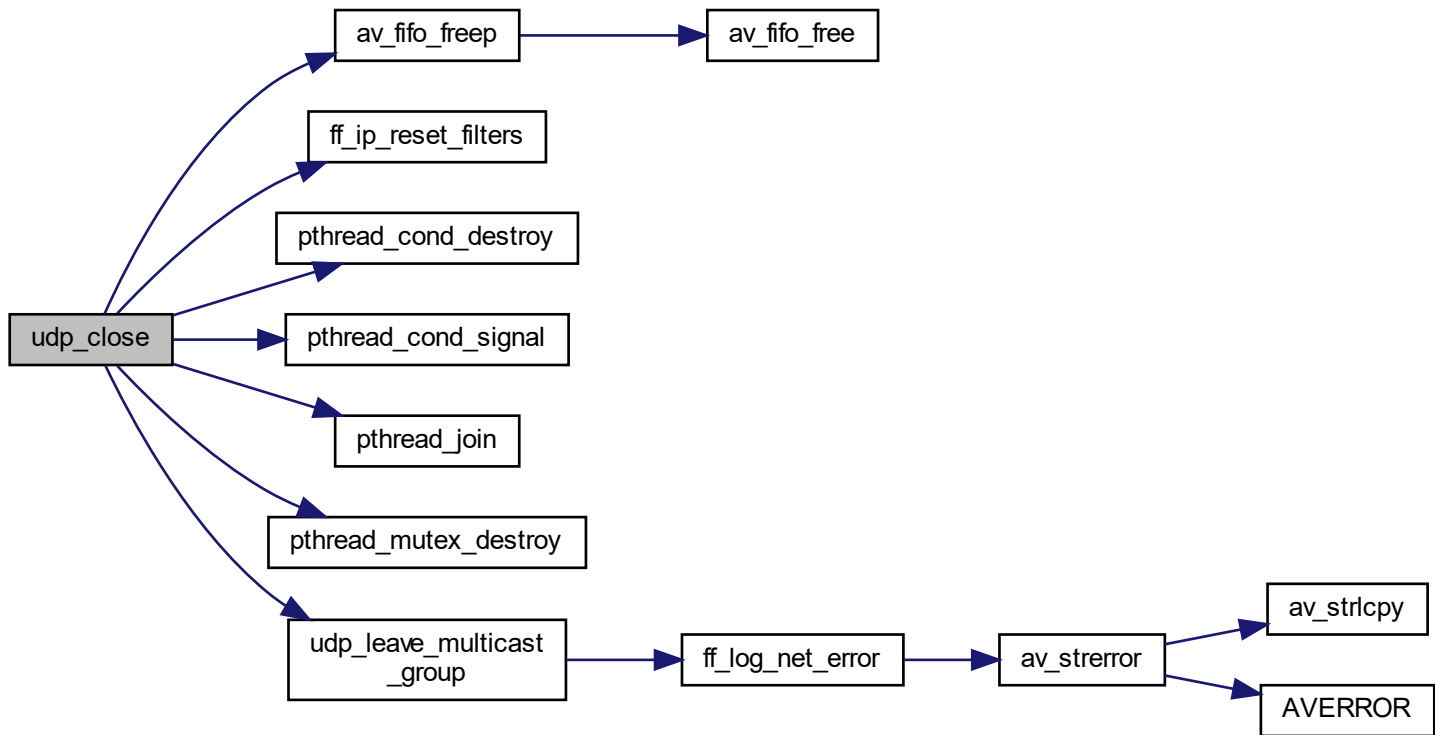 av_fifo_freep
av_fifo_free
ff_ip_reset_filters
pthread_cond_destroy
udp_close
pthread_cond_signal
pthread_join
pthread_mutex_destroy
udp_leave_multicast
_group
ff_log_net_error
av_strerror
av_strlcpy
AVERROR